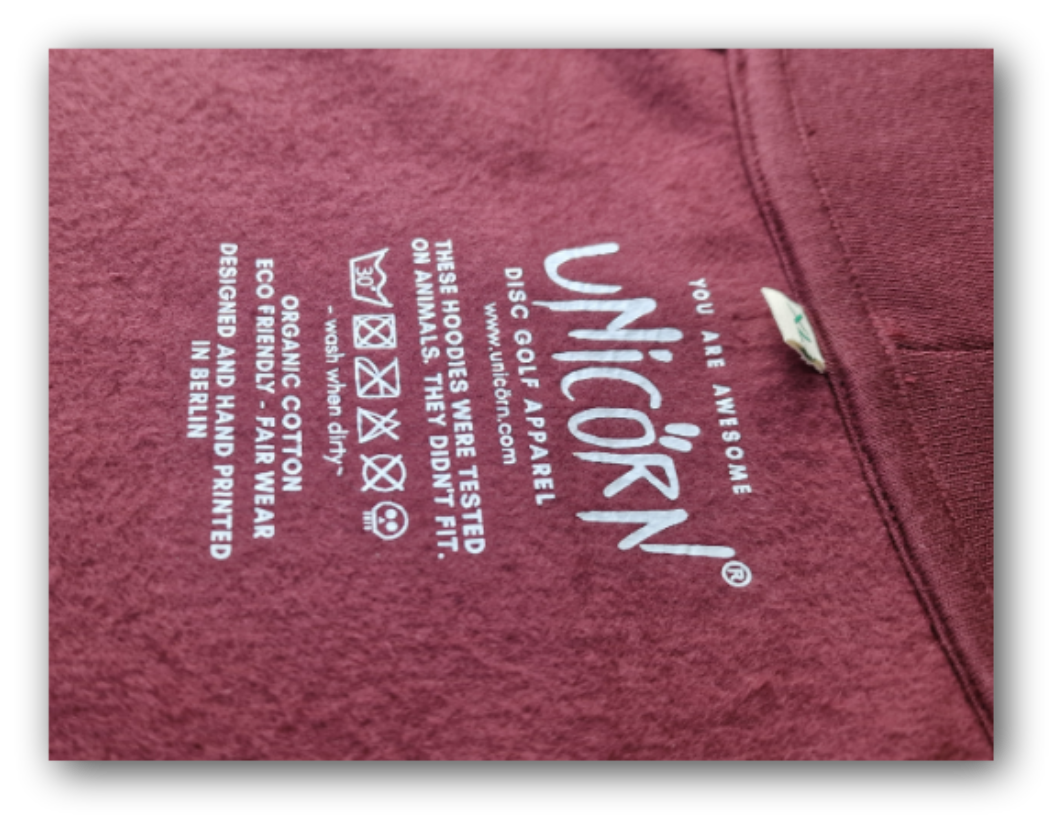 YOU ARE AWESOME
UNiCÖRN®
DISC GOLF APPAREL
www.unicörn.com
THESE HOODIES WERE TESTED
ON ANIMALS. THEY DIDN'T FIT.
30°
- wash when dirty-
ORGANIC COTTON
ECO FRIENDLY - FAIR WEAR
DESIGNED AND HAND PRINTED
IN BERLIN